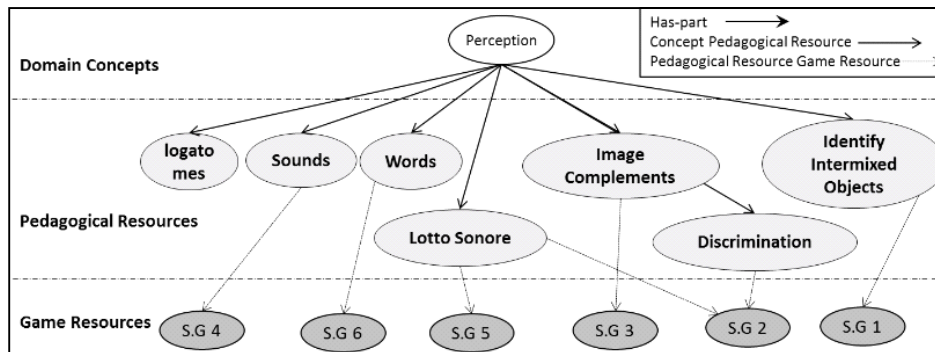 Perception
Has-part
Concept Pedagogical Resource
Pedagogical Resource Game Resource
Domain Concepts
logato
mes
Sounds
Words
Image
Complements
Identify
Intermixed
Objects
Pedagogical Resources
Lotto Sonore
Discrimination
Game Resources
S.G 4
S.G 6
S.G 5
S.G 3
S.G 2
S.G 1